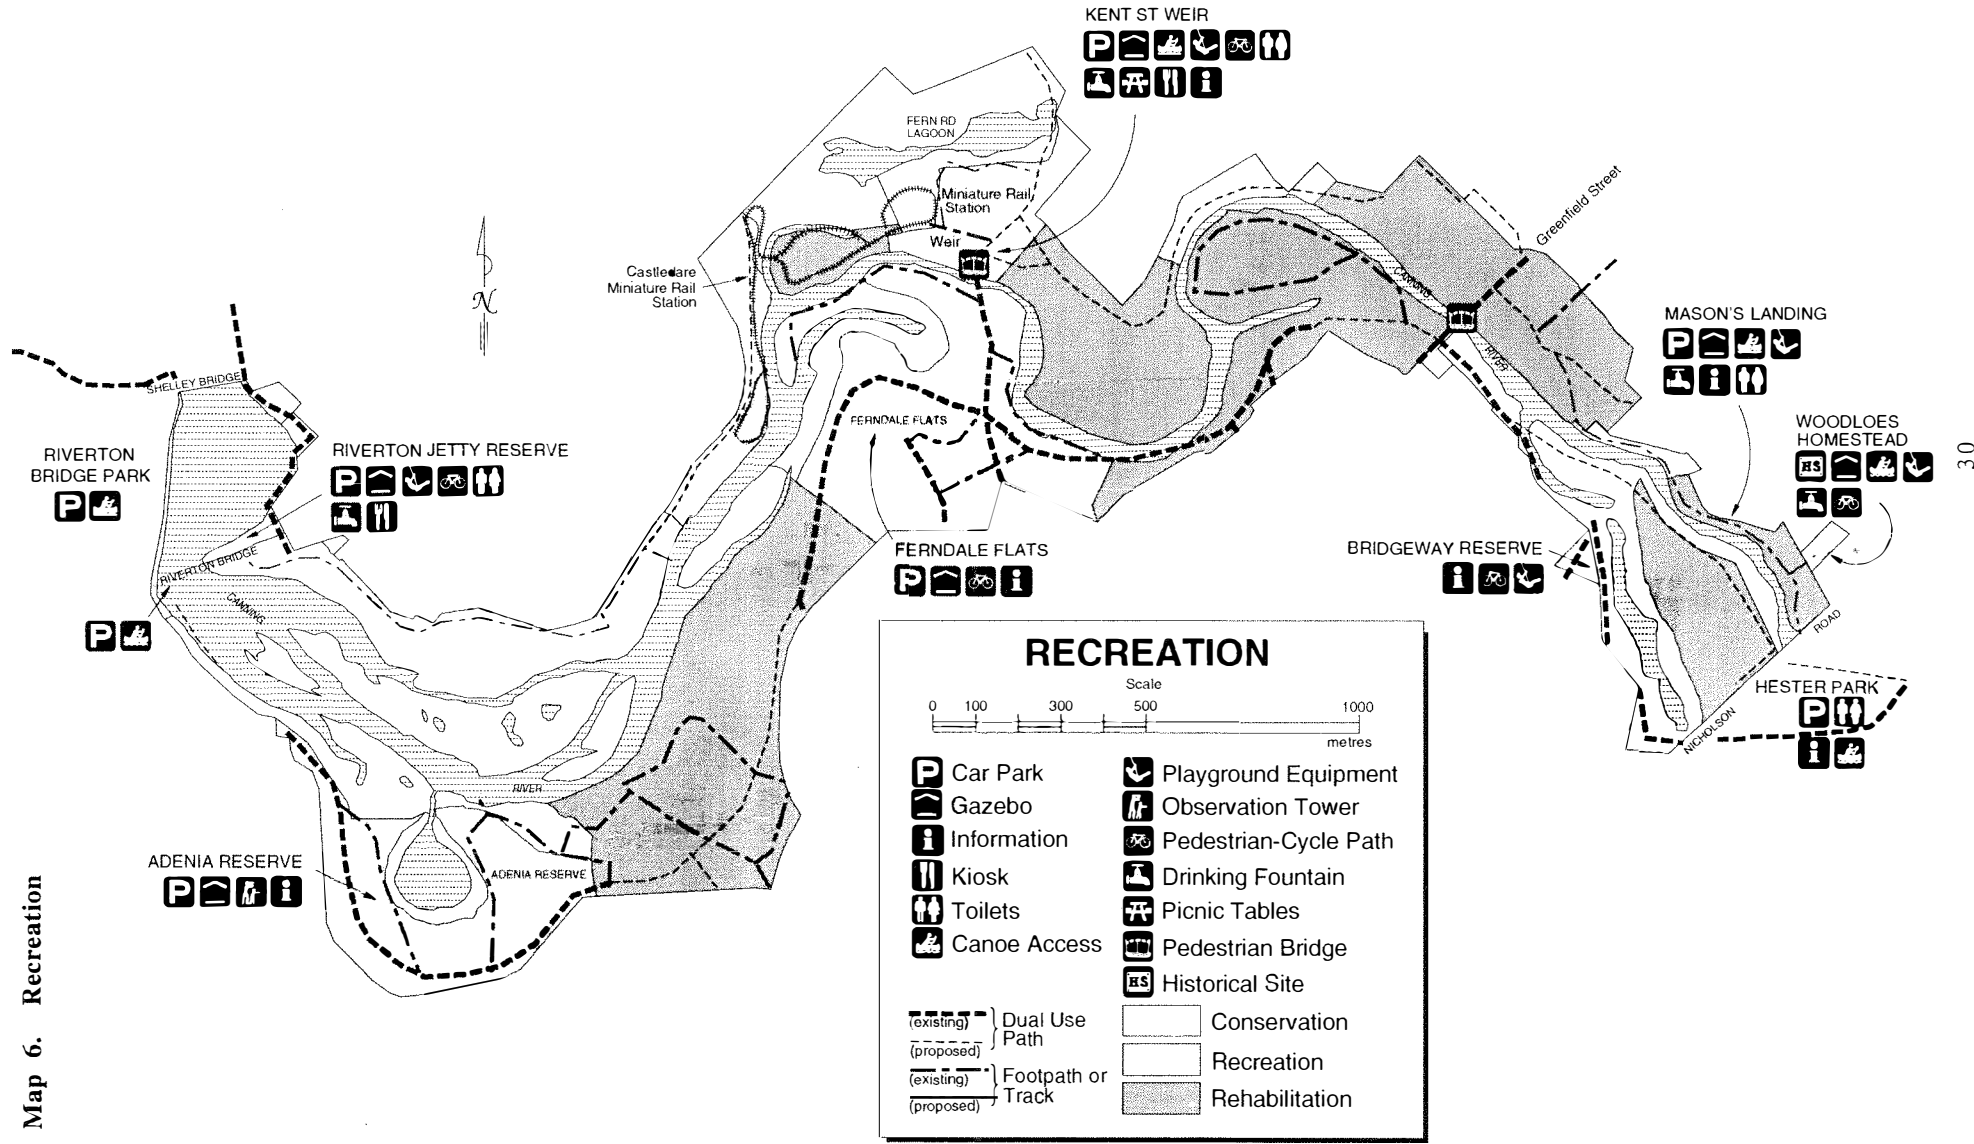 KENT ST WEIR
P
i
FERN RD
LAGOON
Miniature Rail
Station
Weir
Castledare
Miniature Rail
Station
N
Greenfield Street
CANNING
RIVER
MASON'S LANDING
P
i
WOODLOES
HOMESTEAD
HS
30
SHELLEY BRIDGE
RIVERTON
BRIDGE PARK
P
RIVERTON JETTY RESERVE
P
FERNDALE FLATS
RIVERTON BRIDGE
CANNING
P
FERNDALE FLATS
P
i
BRIDGEWAY RESERVE
i
ROAD
NICHOLSON
HESTER PARK
P
i
RIVER
ADENIA RESERVE
P
i
ADENIA RESERVE
Map 6. Recreation
RECREATION
Scale
0 100 300 500 1000
metres
P Car Park
Gazebo
i Information
Kiosk
Toilets
Canoe Access
Playground Equipment
Observation Tower
Pedestrian-Cycle Path
Drinking Fountain
Picnic Tables
Pedestrian Bridge
HS Historical Site
(existing)
(proposed)
Dual Use
Path
(existing)
(proposed)
Footpath or
Track
Conservation
Recreation
Rehabilitation